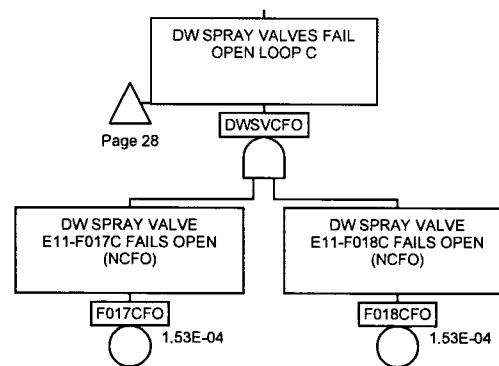 DW SPRAY VALVES FAIL
OPEN LOOP C
Page 28
DWSVCFO
DW SPRAY VALVE
E11-F017C FAILS OPEN
(NCFO)
DW SPRAY VALVE
E11-F018C FAILS OPEN
(NCFO)
F017CFO
1.53E-04
F018CFO
1.53E-04